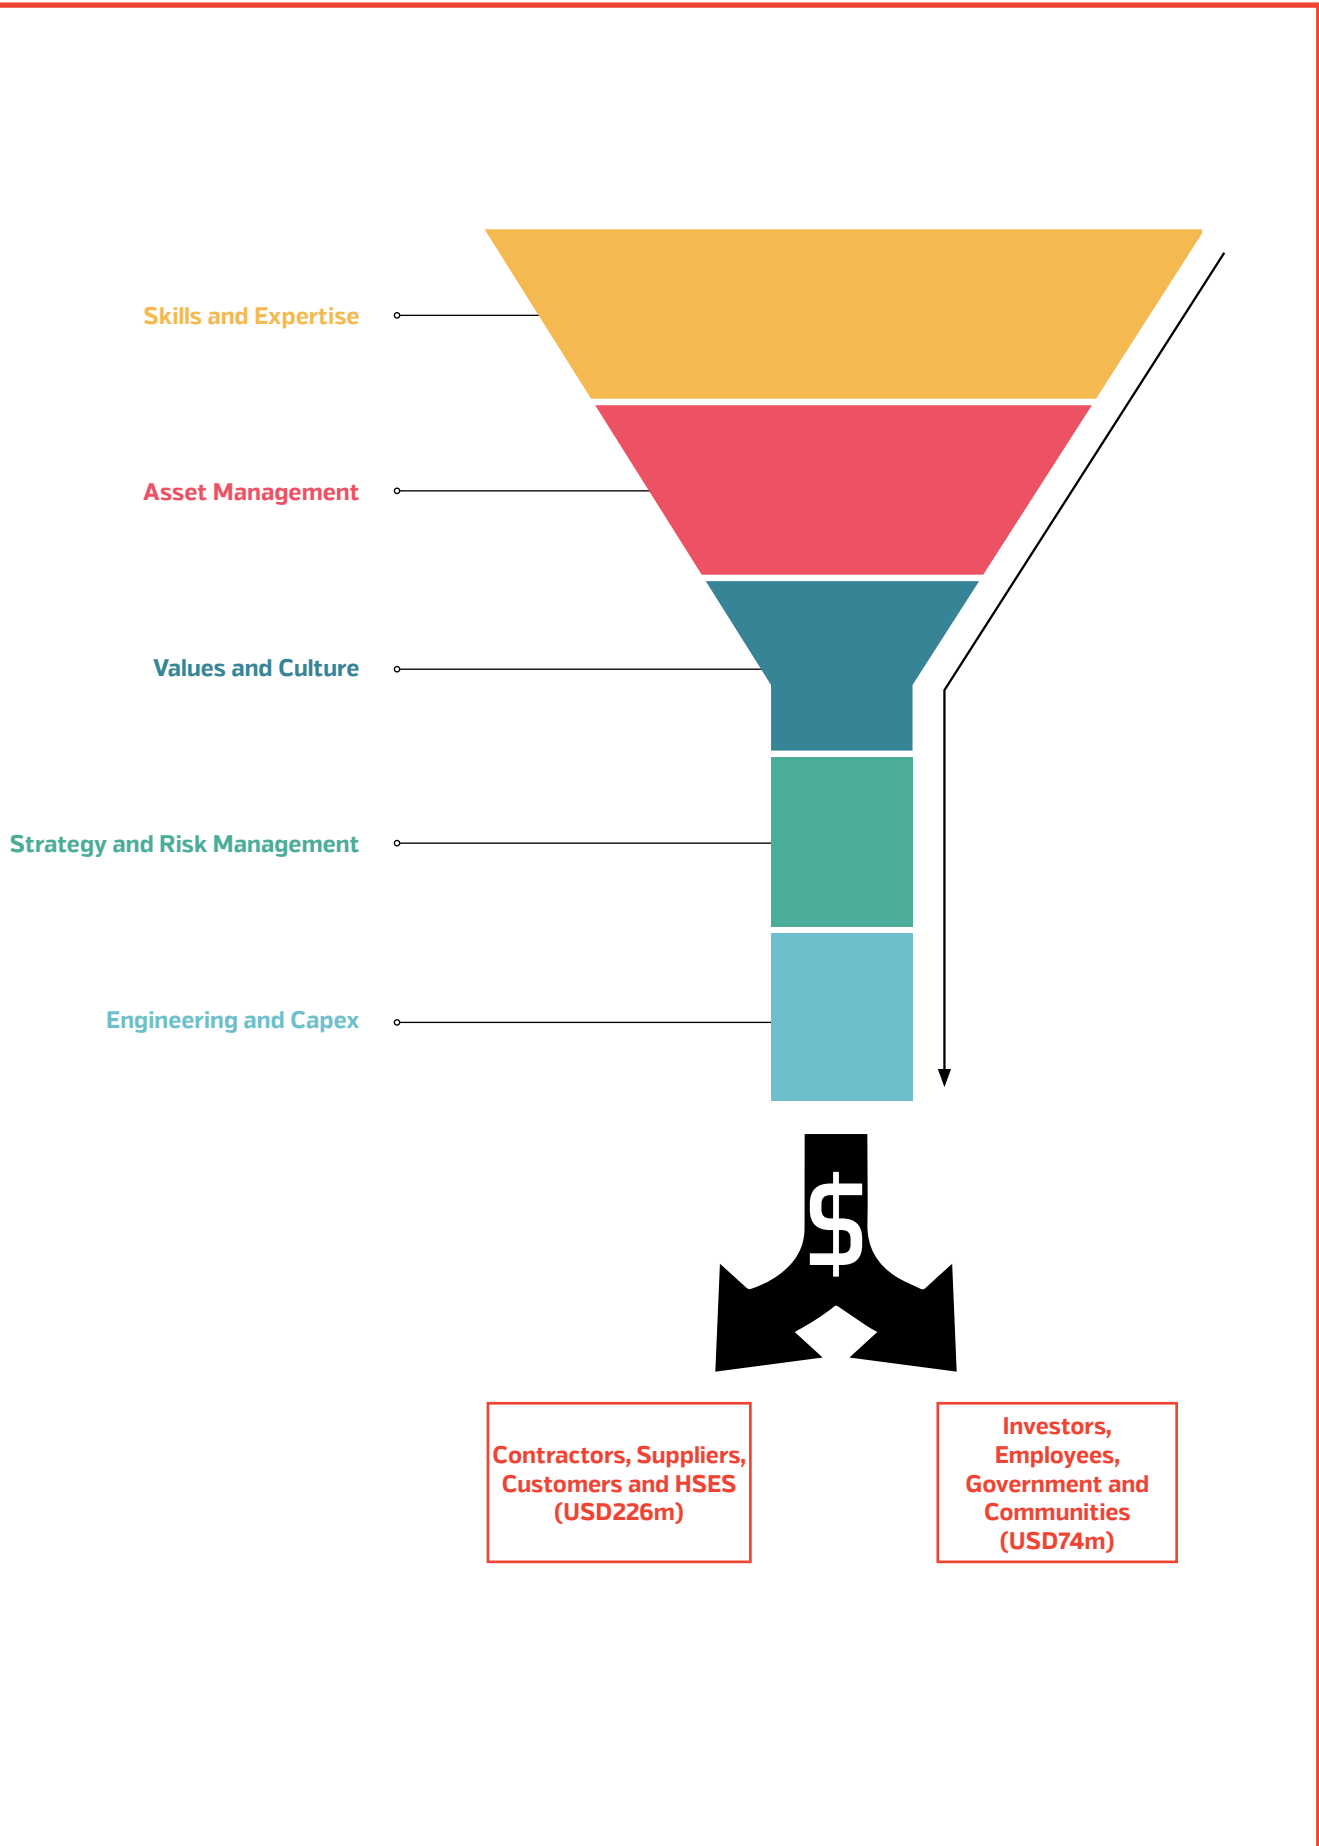 Skills and Expertise
Asset Management
Values and Culture
Strategy and Risk Management
Engineering and Capex
$
Contractors, Suppliers,
Customers and HSES
(USD226m)
Investors,
Employees,
Government and
Communities
(USD74m)